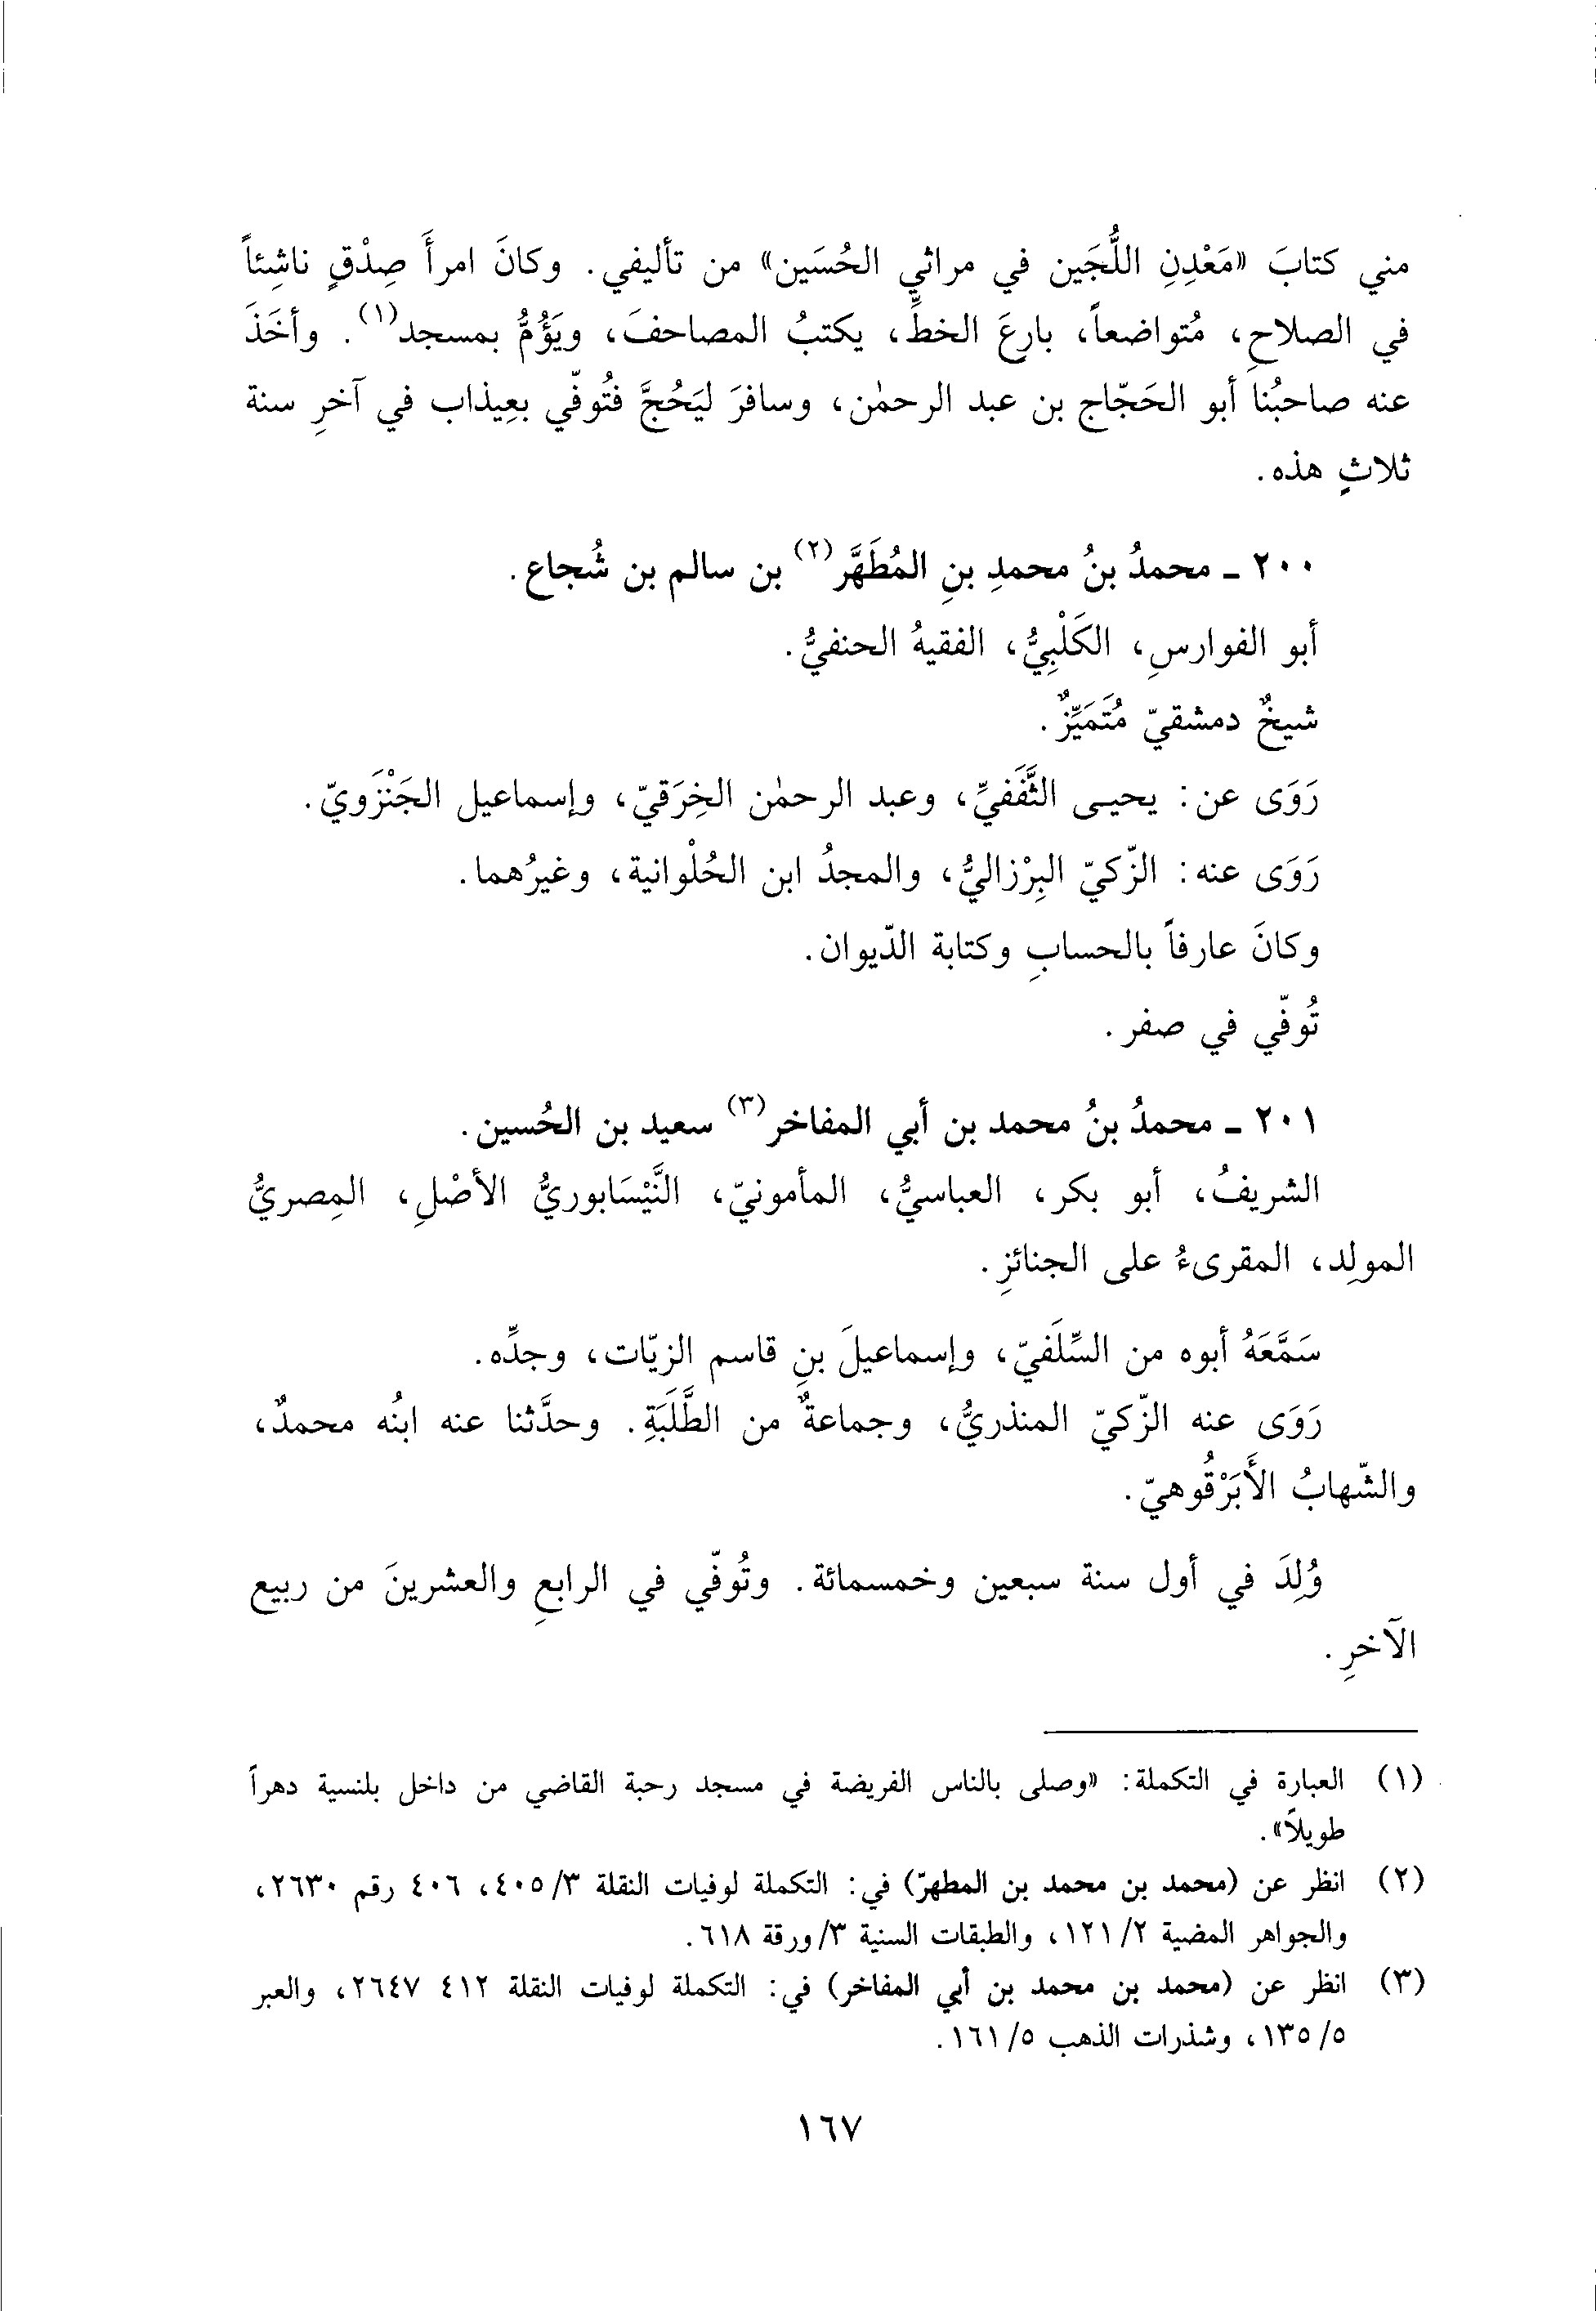 مني كتابَ «مَعْدِنِ اللُّجَين في مراثي الحُسَين» من تأليفي. وكانَ امرأَ صِدْقٍ ناشِئاً
في الصلاحِ، مُتواضعاً، بارعَ الخطِّ، يكتبُ المصاحفَ، ويَؤُمُّ بمسجد(١). وأخَذَ
عنه صاحبُنا أبو الحَجّاج بن عبد الرحمٰن، وسافرَ ليَحُجَّ فتُوفّي بعِيذاب في آخرِ سنة
ثلاثٍ هذه.
٢٠٠ ـ محمدُ بنُ محمدِ بنِ المُطَهَّر(٢) بن سالم بن شُجاع.
أبو الفوارسِ، الكَلْبِيُّ، الفقيهُ الحنفيُّ.
شيخٌ دمشقيّ مُتَمَيِّزٌ.
رَوَى عن: يحيى الثَّقَفيِّ، وعبد الرحمٰن الخِرَقيّ، وإسماعيل الجَنْزَويّ.
رَوَى عنه: الزّكيّ البِرْزاليُّ، والمجدُ ابن الحُلْوانية، وغيرُهما.
وكانَ عارفاً بالحسابِ وكتابة الدّيوان.
تُوفّي في صفر.
٢٠١ ـ محمدُ بنُ محمد بن أبي المفاخر(٣) سعيد بن الحُسين.
الشريفُ، أبو بكر، العباسيُّ، المأمونيّ، النَّيْسَابوريُّ الأصْلِ، المِصريُّ
المولِد، المقرىءُ على الجنائزِ.
سَمَّعَهُ أبوه من السِّلَفيّ، وإسماعيلَ بنِ قاسم الزيّات، وجدِّه.
رَوَى عنه الزّكيّ المنذريُّ، وجماعةٌ من الطَّلَبَةِ. وحدَّثنا عنه ابنُه محمدٌ،
والشّهابُ الأَبَرْقُوهيّ.
وُلِدَ في أول سنة سبعين وخمسمائة. وتُوفّي في الرابعِ والعشرينَ من ربيع
الآخرِ.
(١) العبارة في التكملة: «وصلى بالناس الفريضة في مسجد رحبة القاضي من داخل بلنسية دهراً
طويلاً».
(٢) انظر عن (محمد بن محمد بن المطهرّ) في: التكملة لوفيات النقلة ٣/ ٤٠٥، ٤٠٦ رقم ٢٦٣٠،
والجواهر المضية ٢/ ١٢١، والطبقات السنية ٣/ ورقة ٦١٨.
(٣) انظر عن (محمد بن محمد بن أبي المفاخر) في: التكملة لوفيات النقلة ٤١٢ ٢٦٤٧، والعبر
٥/ ١٣٥، وشذرات الذهب ٥/ ١٦١.
١٦٧